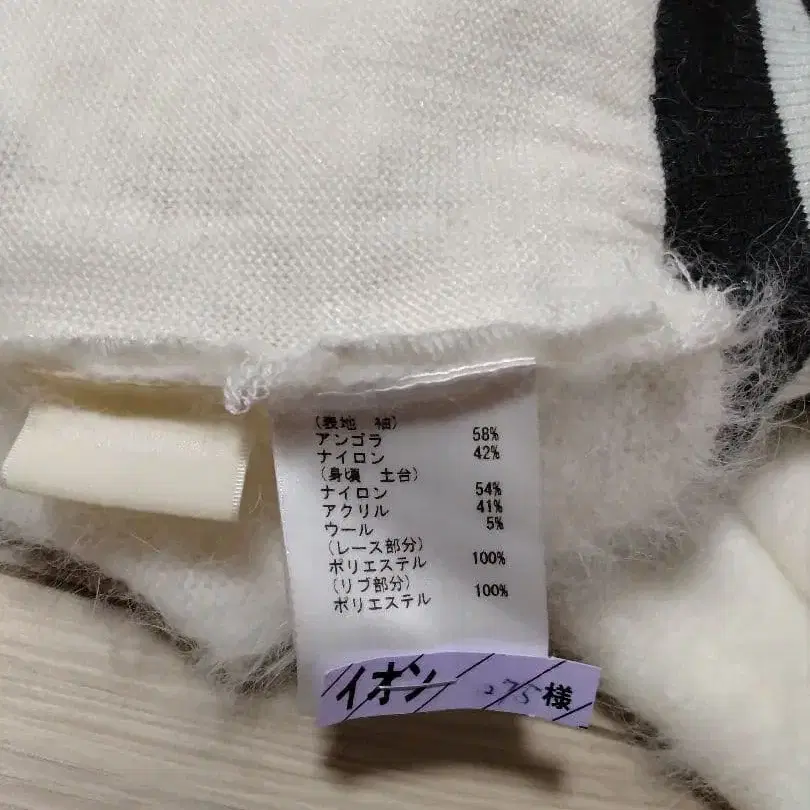 (表地 袖)
アンゴラ 58%
ナイロン 42%
(身頃 土台)
ナイロン 54%
アクリル 41%
ウール 5%
(レース部分)
ポリエステル 100%
(リブ部分)
ポリエステル 100%
イオン 275様